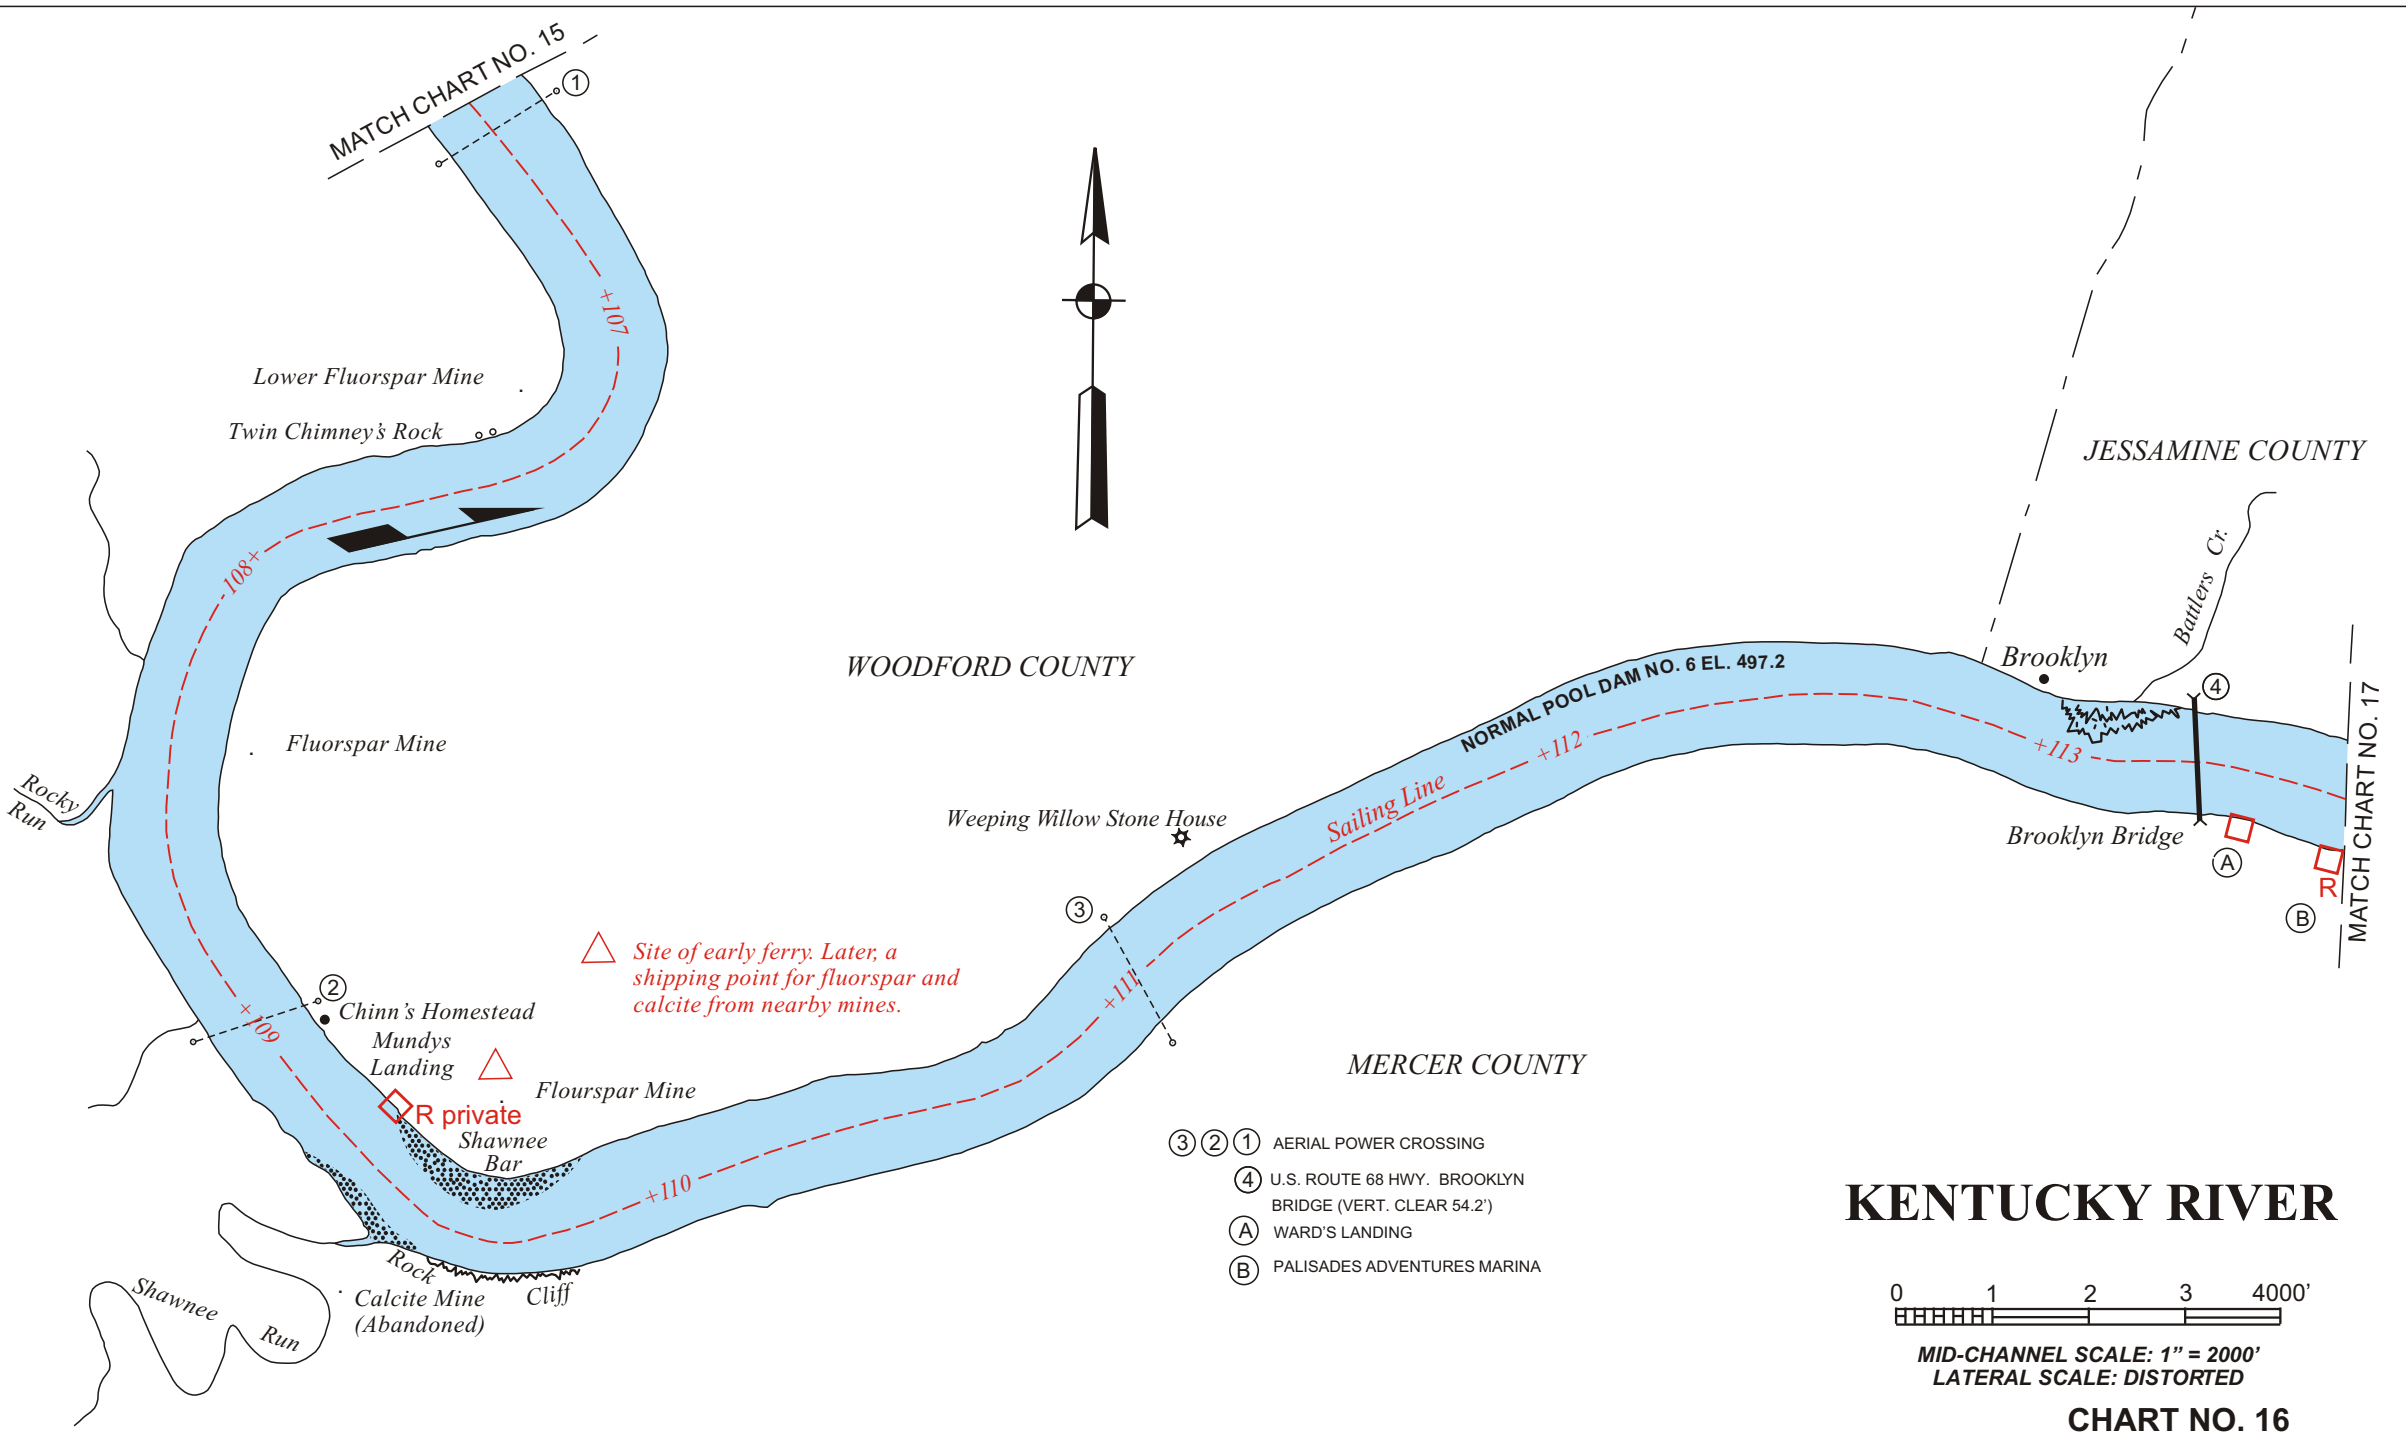 MATCH CHART NO. 15
1
+107
Lower Fluorspar Mine
Twin Chimney's Rock
108+
JESSAMINE COUNTY
Battlers Cr.
WOODFORD COUNTY
NORMAL POOL DAM NO. 6 EL. 497.2
Brooklyn
4
MATCH CHART NO. 17
Fluorspar Mine
+112
+113
Rocky
Run
Sailing Line
Weeping Willow Stone House
Brooklyn Bridge
A
R
B
3
Site of early ferry. Later, a
shipping point for fluorspar and
calcite from nearby mines.
+111
2
Chinn's Homestead
+109
Mundys
Landing
Flourspar Mine
R private
Shawnee
Bar
MERCER COUNTY
+110
3 2 1 AERIAL POWER CROSSING
4 U.S. ROUTE 68 HWY. BROOKLYN
BRIDGE (VERT. CLEAR 54.2')
A WARD'S LANDING
B PALISADES ADVENTURES MARINA
Rock
Cliff
Calcite Mine
(Abandoned)
Shawnee
Run
KENTUCKY RIVER
0 1 2 3 4000'
MID-CHANNEL SCALE: 1” = 2000'
LATERAL SCALE: DISTORTED
CHART NO. 16